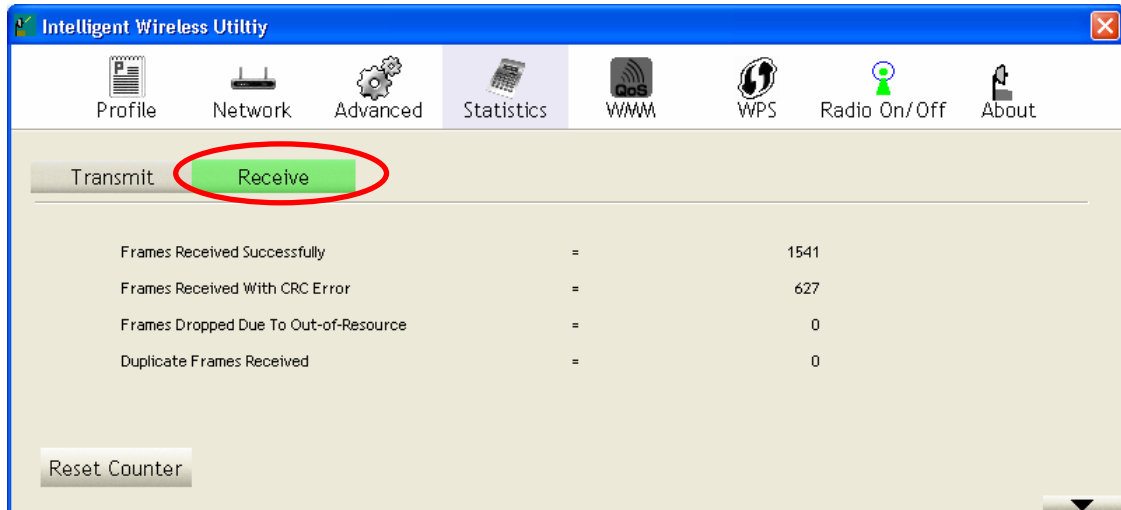 Intelligent Wireless Utiltiy
P
QoS
Profile Network Advanced Statistics WMM WPS Radio On/Off About
Transmit Receive
Frames Received Successfully = 1541
Frames Received With CRC Error = 627
Frames Dropped Due To Out-of-Resource = 0
Duplicate Frames Received = 0
Reset Counter